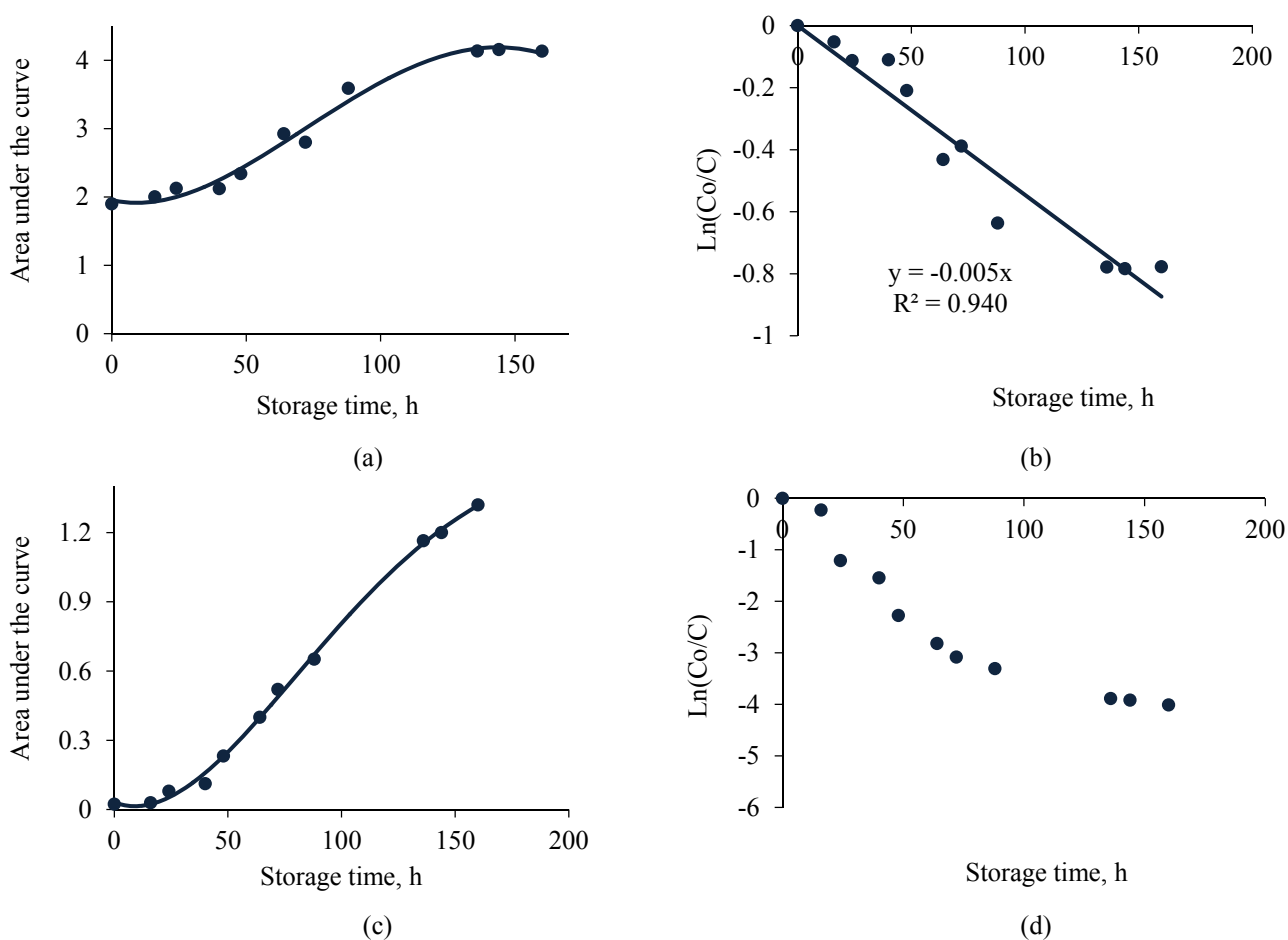 Area under the curve
4
3
2
1
0
0 50 100 150
Storage time, h
(a)
Ln(Co/C)
0
-0.2
-0.4
-0.6
-0.8
-1
0 50 100 150 200
y = -0.005x
R² = 0.940
Storage time, h
(b)
Area under the curve
1.2
0.9
0.6
0.3
0
0 50 100 150 200
Storage time, h
(c)
Ln(Co/C)
0
-1
-2
-3
-4
-5
-6
0 50 100 150 200
Storage time, h
(d)